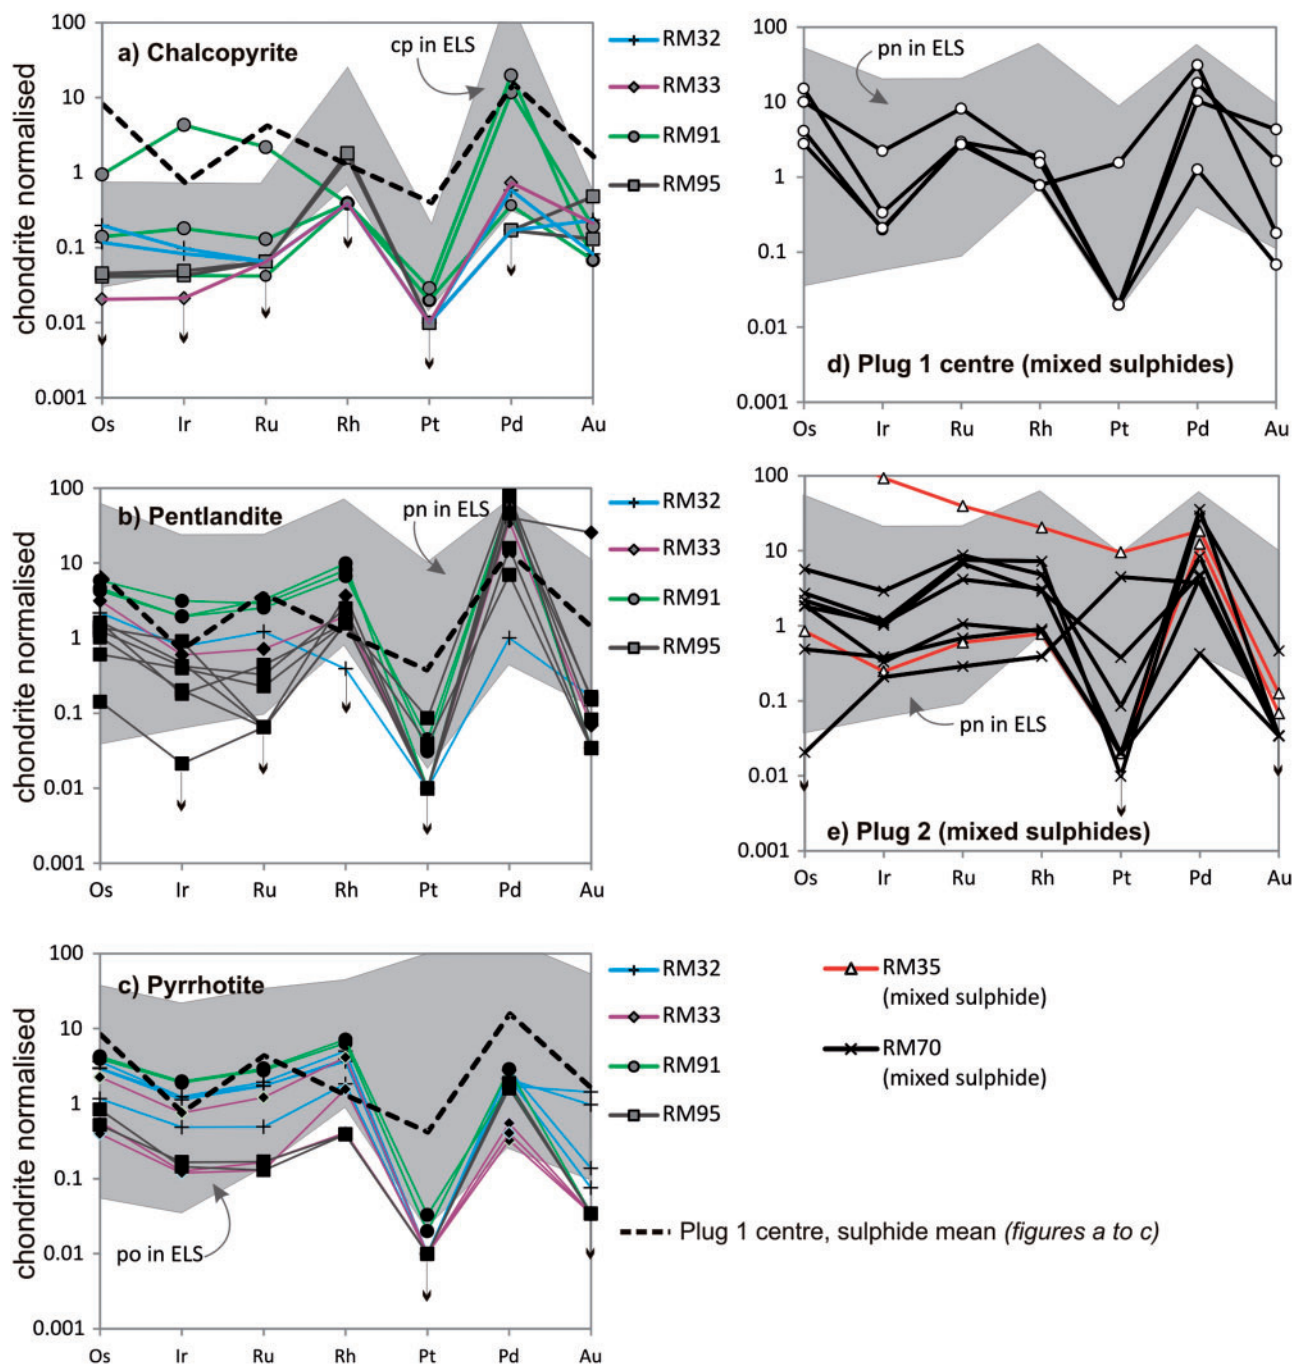 a) Chalcopyrite
cp in ELS
chondrite normalised
100
10
1
0.1
0.01
0.001
Os Ir Ru Rh Pt Pd Au
RM32
RM33
RM91
RM95
pn in ELS
d) Plug 1 centre (mixed sulphides)
100
10
1
0.1
0.01
0.001
Os Ir Ru Rh Pt Pd Au
b) Pentlandite
pn in ELS
chondrite normalised
100
10
1
0.1
0.01
0.001
Os Ir Ru Rh Pt Pd Au
RM32
RM33
RM91
RM95
pn in ELS
e) Plug 2 (mixed sulphides)
100
10
1
0.1
0.01
0.001
Os Ir Ru Rh Pt Pd Au
c) Pyrrhotite
po in ELS
chondrite normalised
100
10
1
0.1
0.01
0.001
Os Ir Ru Rh Pt Pd Au
RM32
RM33
RM91
RM95
RM35
(mixed sulphide)
RM70
(mixed sulphide)
Plug 1 centre, sulphide mean (figures a to c)